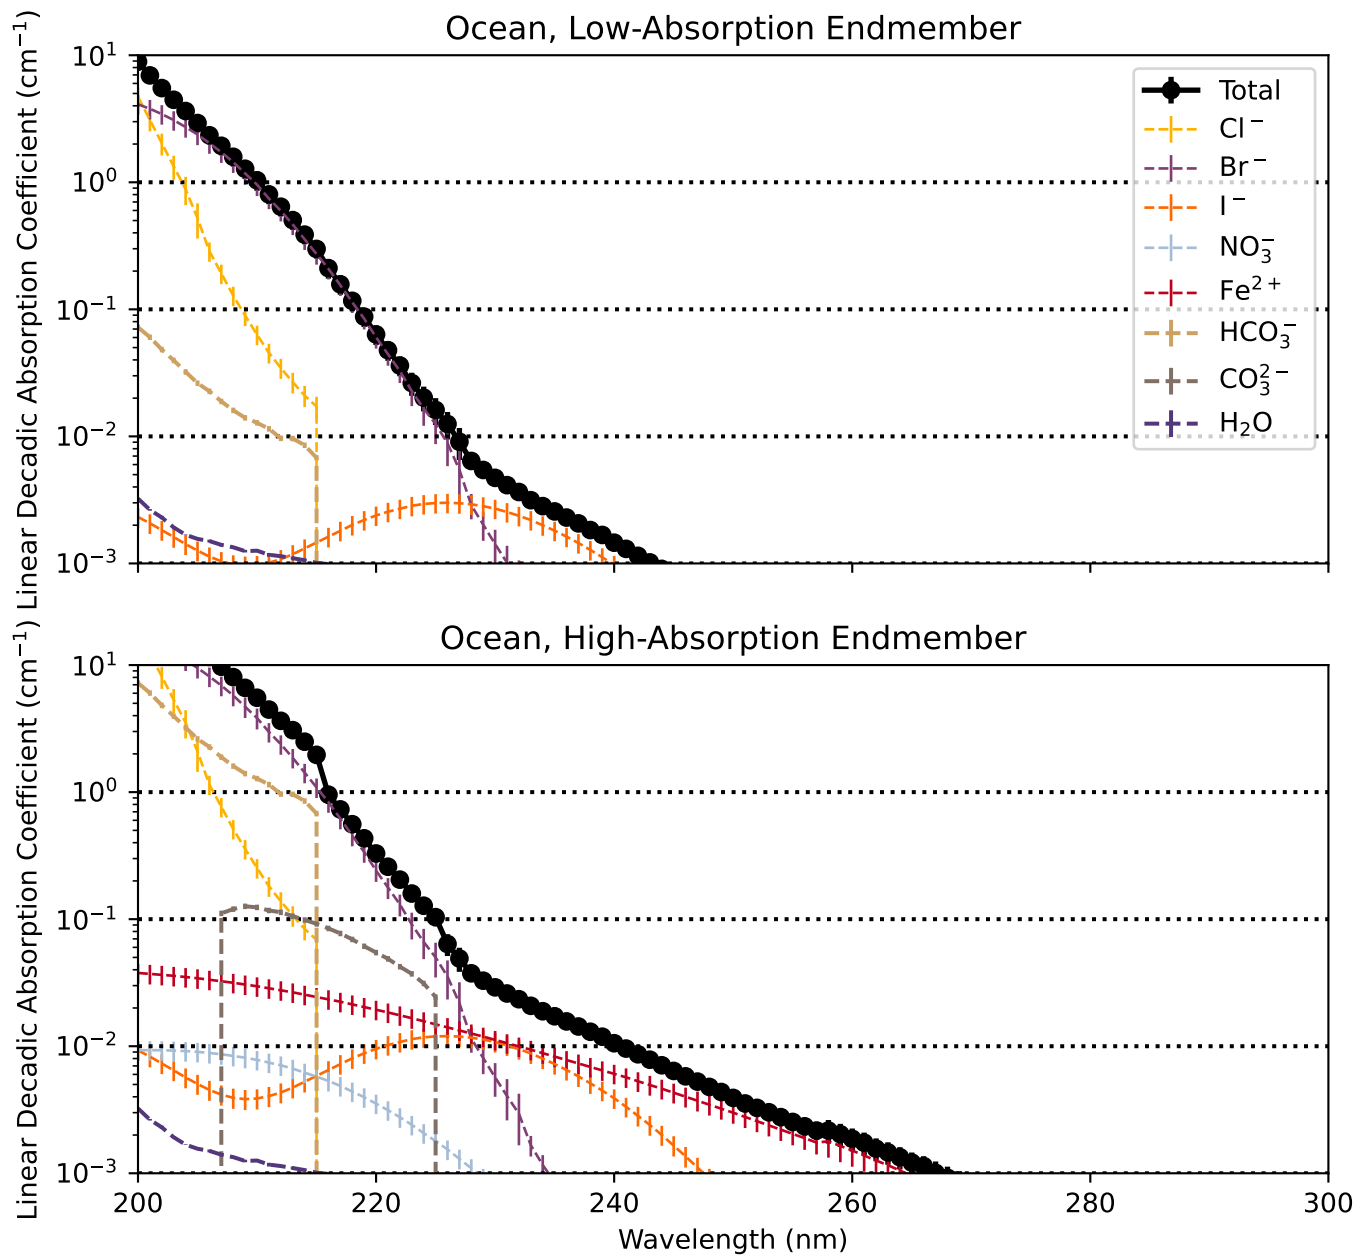 Ocean, Low-Absorption Endmember
Linear Decadic Absorption Coefficient (cm⁻¹)
10¹
10⁰
10⁻¹
10⁻²
10⁻³
Total
Cl⁻
Br⁻
I⁻
NO₃⁻
Fe²⁺
HCO₃⁻
CO₃²⁻
H₂O
Ocean, High-Absorption Endmember
Linear Decadic Absorption Coefficient (cm⁻¹)
10¹
10⁰
10⁻¹
10⁻²
10⁻³
200 220 240 260 280 300
Wavelength (nm)